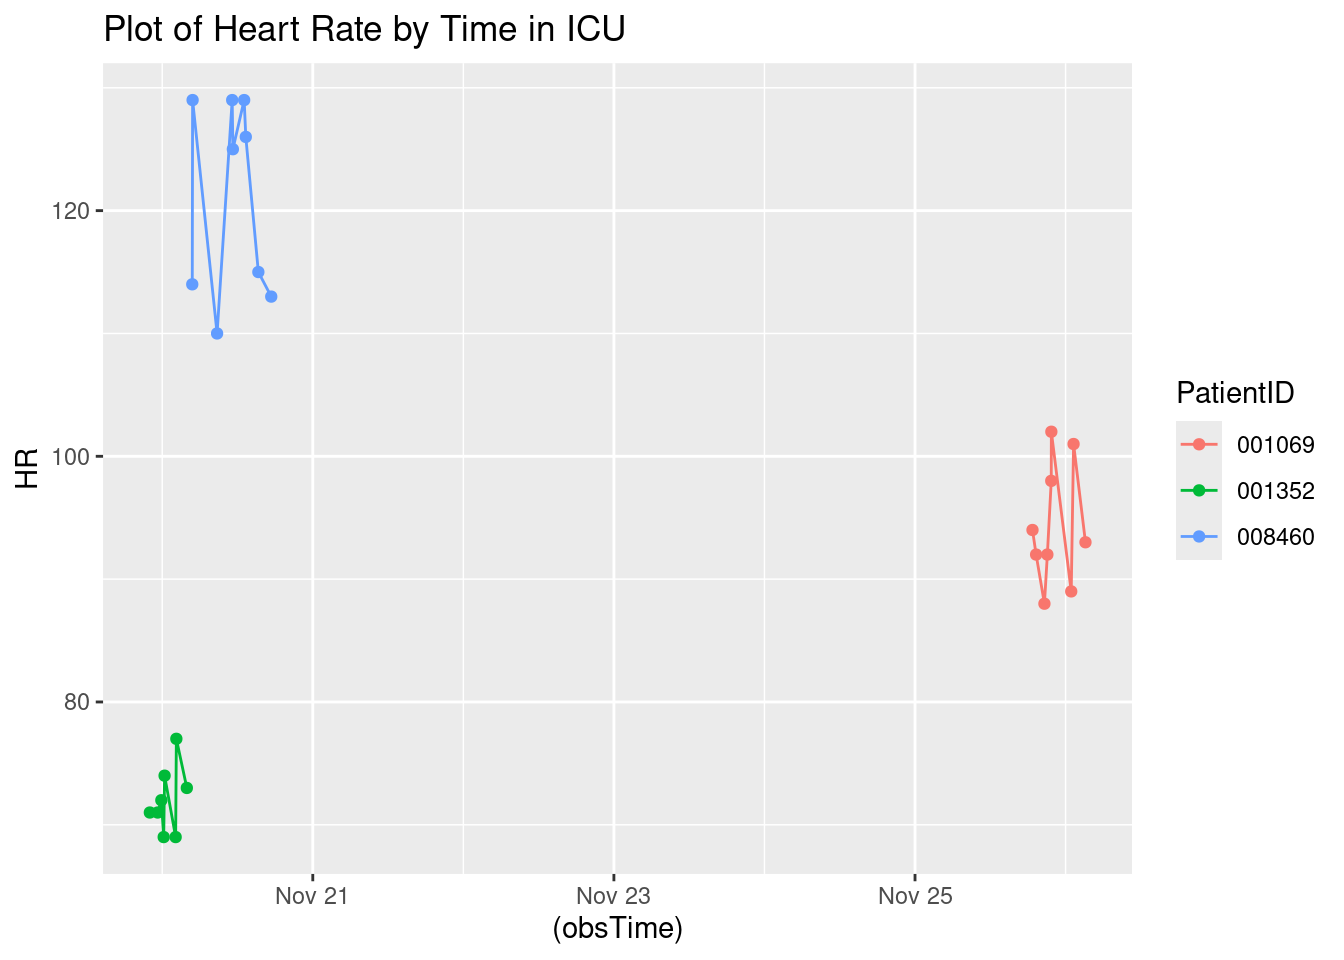 Plot of Heart Rate by Time in ICU
120
100
80
HR
Nov 21
Nov 23
Nov 25
(obsTime)
PatientID
001069
001352
008460